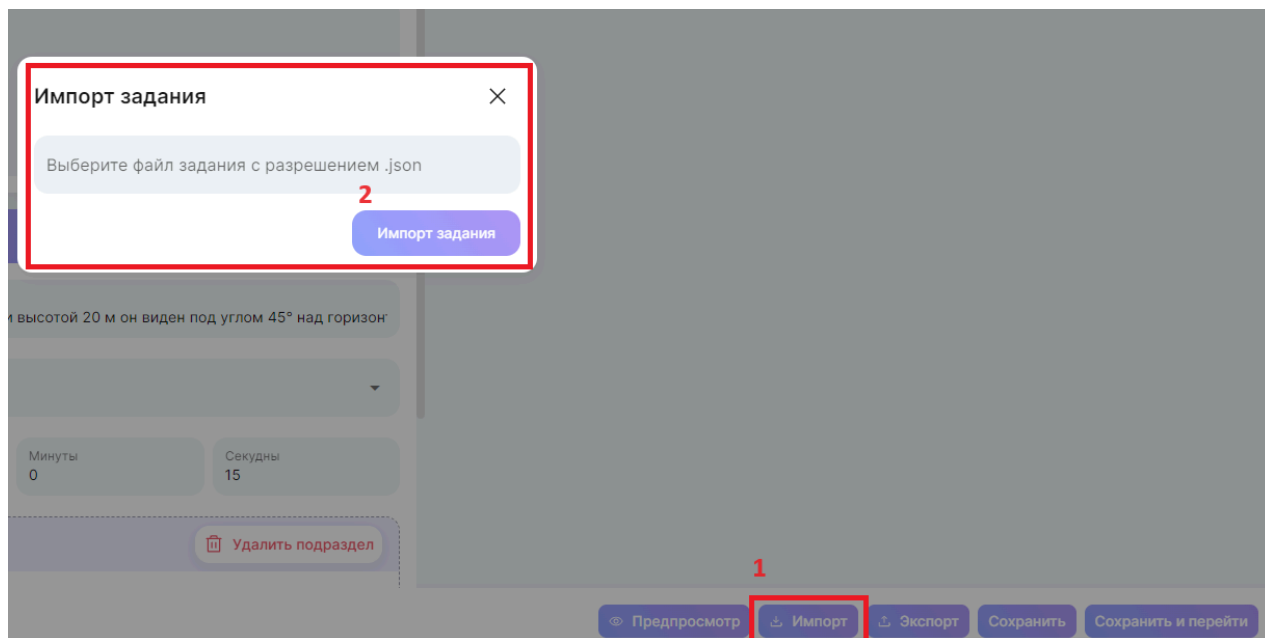 Импорт задания
Выберите файл задания с разрешением .json
2
Импорт задания
высотой 20 м он виден под углом 45° над горизон
Минуты
0
Секудны
15
Удалить подраздел
1
Предпросмотр
Импорт
Экспорт
Сохранить
Сохранить и перейти